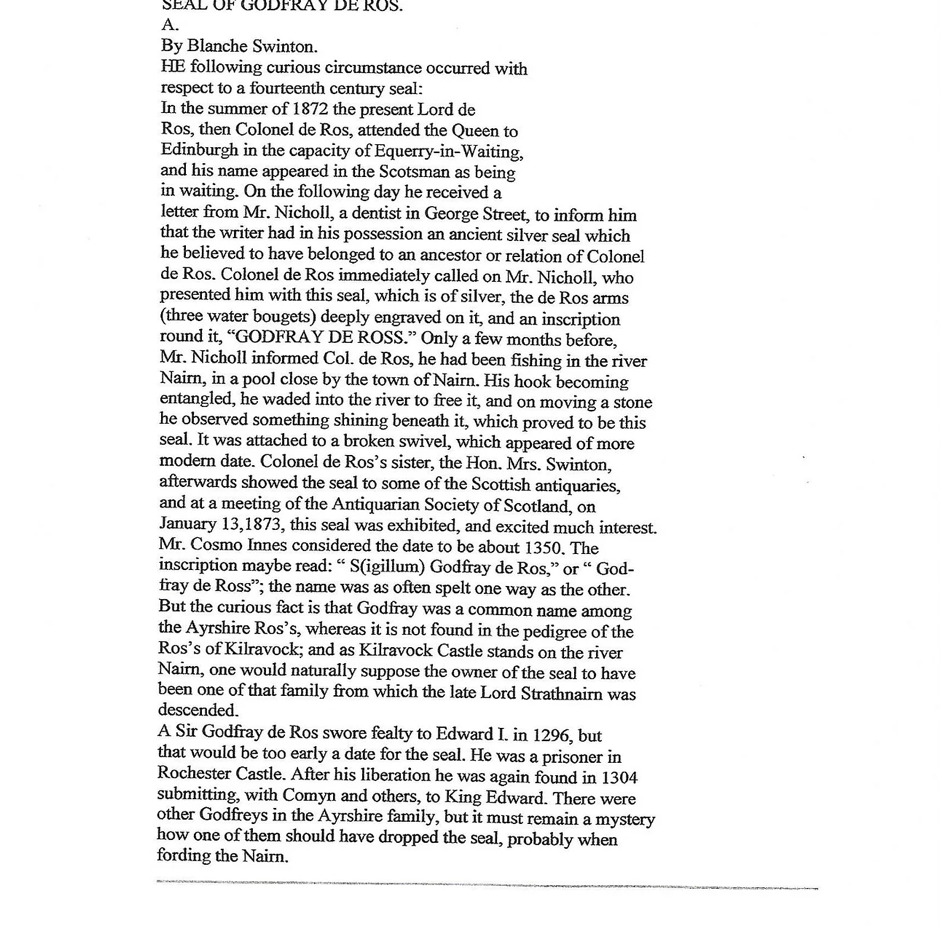 SEAL OF GODFRAY DE ROS.
A.
By Blanche Swinton.
HE following curious circumstance occurred with
respect to a fourteenth century seal:
In the summer of 1872 the present Lord de
Ros, then Colonel de Ros, attended the Queen to
Edinburgh in the capacity of Equerry-in-Waiting,
and his name appeared in the Scotsman as being
in waiting. On the following day he received a
letter from Mr. Nicholl, a dentist in George Street, to inform him
that the writer had in his possession an ancient silver seal which
he believed to have belonged to an ancestor or relation of Colonel
de Ros. Colonel de Ros immediately called on Mr. Nicholl, who
presented him with this seal, which is of silver, the de Ros arms
(three water bougets) deeply engraved on it, and an inscription
round it, “GODFRAY DE ROSS.” Only a few months before,
Mr. Nicholl informed Col. de Ros, he had been fishing in the river
Nairn, in a pool close by the town of Nairn. His hook becoming
entangled, he waded into the river to free it, and on moving a stone
he observed something shining beneath it, which proved to be this
seal. It was attached to a broken swivel, which appeared of more
modern date. Colonel de Ros's sister, the Hon. Mrs. Swinton,
afterwards showed the seal to some of the Scottish antiquaries,
and at a meeting of the Antiquarian Society of Scotland, on
January 13,1873, this seal was exhibited, and excited much interest.
Mr. Cosmo Innes considered the date to be about 1350. The
inscription maybe read: “ S(igillum) Godfray de Ros,” or “ God-
fray de Ross”; the name was as often spelt one way as the other.
But the curious fact is that Godfray was a common name among
the Ayrshire Ros's, whereas it is not found in the pedigree of the
Ros's of Kilravock; and as Kilravock Castle stands on the river
Nairn, one would naturally suppose the owner of the seal to have
been one of that family from which the late Lord Strathnairn was
descended.
A Sir Godfray de Ros swore fealty to Edward I. in 1296, but
that would be too early a date for the seal. He was a prisoner in
Rochester Castle. After his liberation he was again found in 1304
submitting, with Comyn and others, to King Edward. There were
other Godfreys in the Ayrshire family, but it must remain a mystery
how one of them should have dropped the seal, probably when
fording the Nairn.